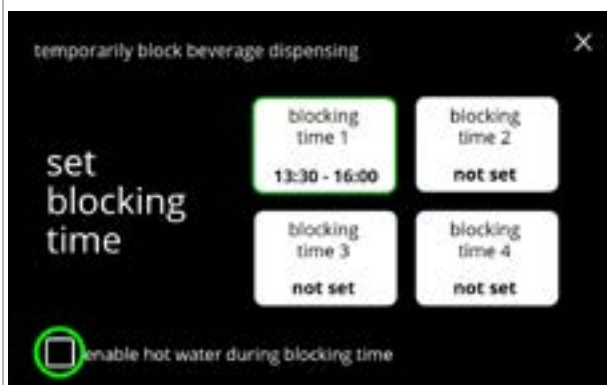 temporarily block beverage dispensing
set
blocking
time
blocking
time 1
13:30 - 16:00
blocking
time 2
not set
blocking
time 3
not set
blocking
time 4
not set
enable hot water during blocking time